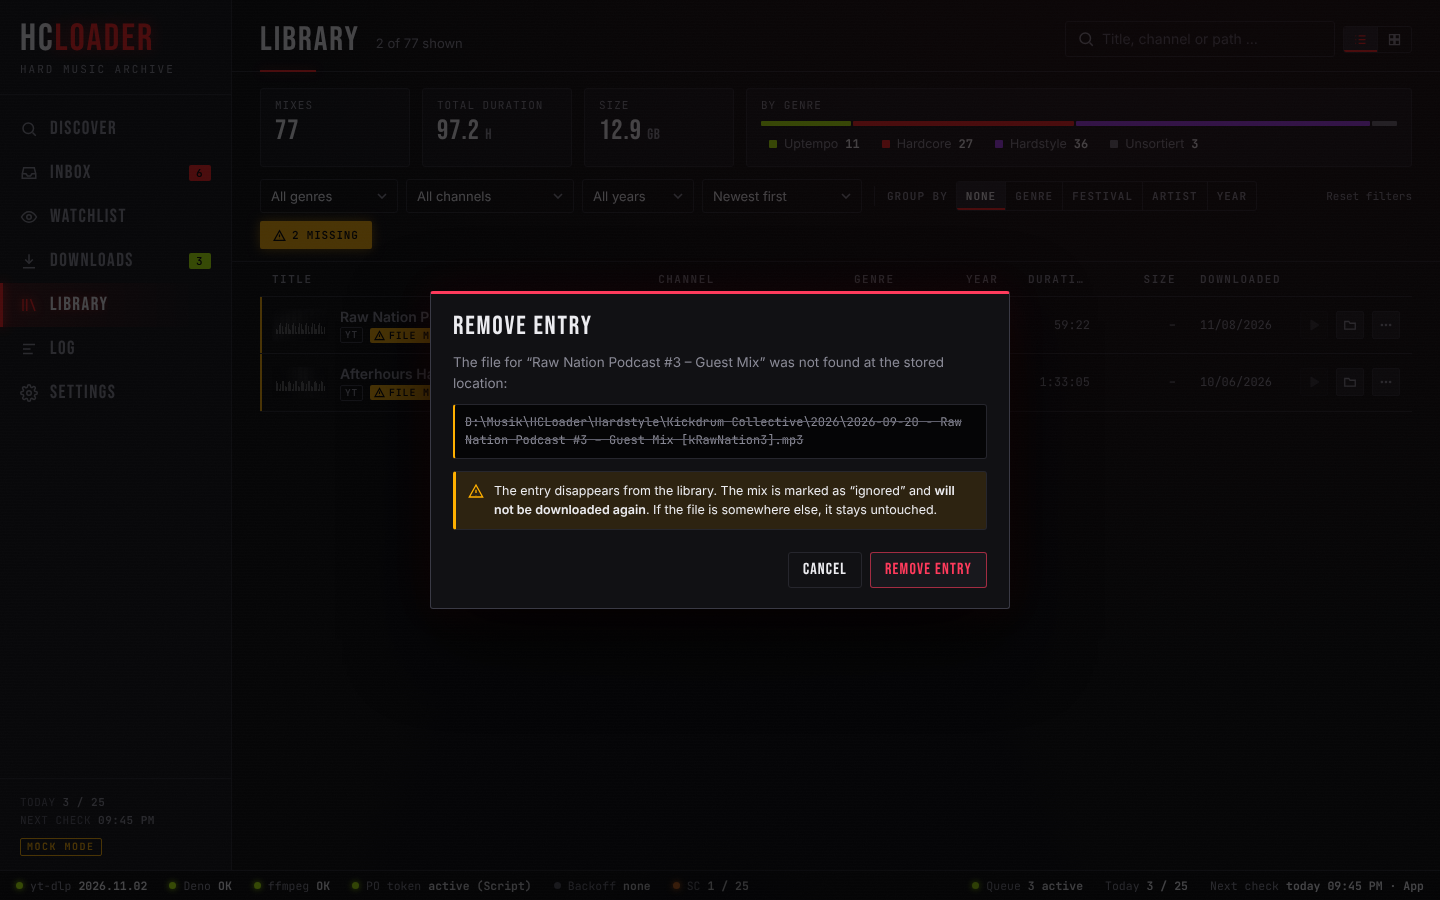 HCLOADER
HARD MUSIC ARCHIVE
DISCOVER
INBOX 6
WATCHLIST
DOWNLOADS 3
LIBRARY
LOG
SETTINGS
TODAY 3 / 25
NEXT CHECK 09:45 PM
MOCK MODE
LIBRARY 2 of 77 shown
Title, channel or path ...
MIXES
77
TOTAL DURATION
97.2 H
SIZE
12.9 GB
BY GENRE
Uptempo 11 Hardcore 27 Hardstyle 36 Unsortiert 3
All genres All channels All years Newest first GROUP BY NONE GENRE FESTIVAL ARTIST YEAR Reset filters
2 MISSING
TITLE CHANNEL GENRE YEAR DURATI… SIZE DOWNLOADED
Raw Nation P
YT FILE M
59:22 – 11/08/2026
Afterhours Ha
YT FILE M
1:33:05 – 10/06/2026
REMOVE ENTRY
The file for “Raw Nation Podcast #3 – Guest Mix” was not found at the stored
location:
D:\Musik\HCLoader\Hardstyle\Kickdrum Collective\2026\2026-09-20 - Raw
Nation Podcast #3 – Guest Mix [kRawNation3].mp3
The entry disappears from the library. The mix is marked as “ignored” and will
not be downloaded again. If the file is somewhere else, it stays untouched.
CANCEL REMOVE ENTRY
yt-dlp 2026.11.02 Deno OK ffmpeg OK PO token active (Script) Backoff none SC 1 / 25 Queue 3 active Today 3 / 25 Next check today 09:45 PM · App